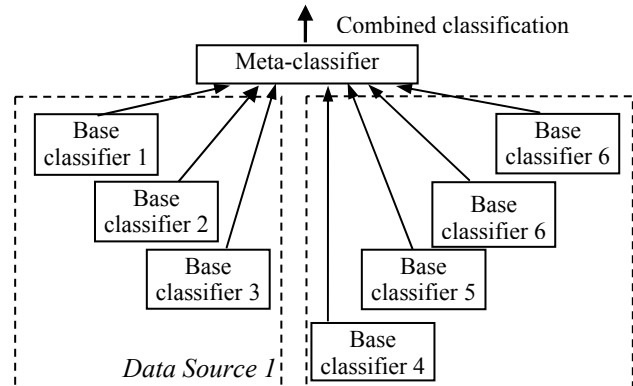 Combined classification
Meta-classifier
Base
classifier 1
Base
classifier 2
Base
classifier 3
Data Source 1
Base
classifier 4
Base
classifier 5
Base
classifier 6
Base
classifier 6